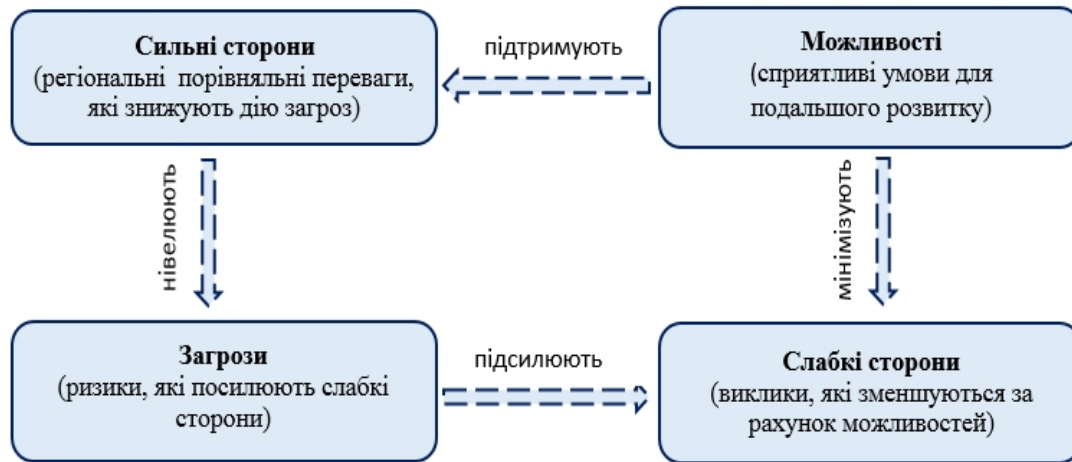 Сильні сторони
(регіональні порівняльні переваги,
які знижують дію загроз)
підтримують
Можливості
(сприятливі умови для
подальшого розвитку)
нівелюють
мінімізують
Загрози
(ризики, які посилюють слабкі
сторони)
підсилюють
Слабкі сторони
(виклики, які зменшуються за
рахунок можливостей)